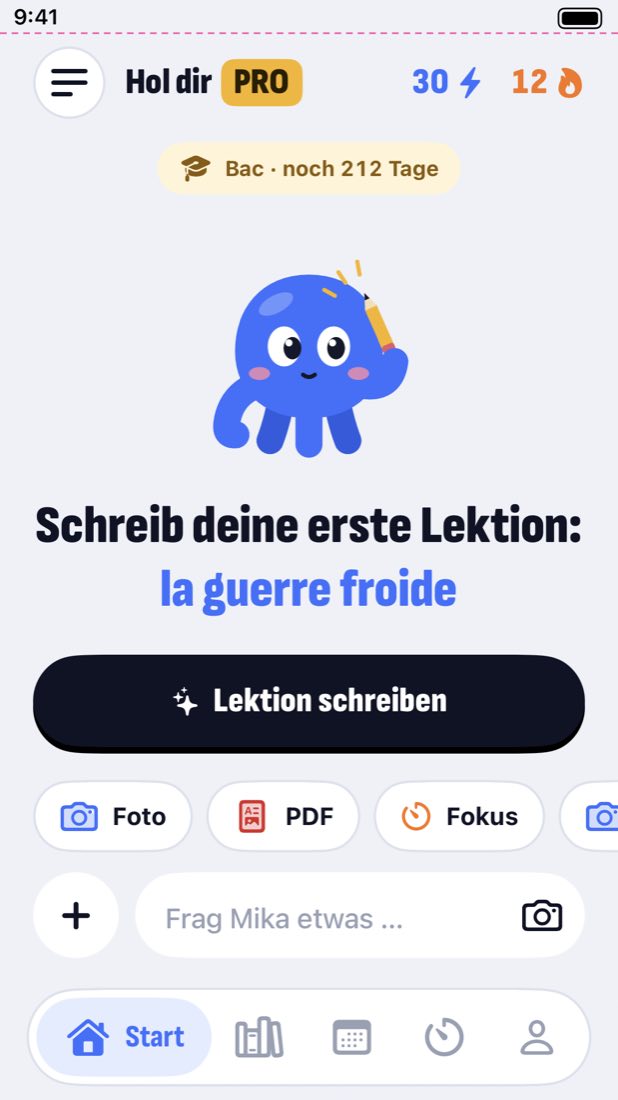 9:41
Hol dir PRO 30 12
Bac · noch 212 Tage
Schreib deine erste Lektion:
la guerre froide
Lektion schreiben
Foto PDF Fokus
Frag Mika etwas ...
Start